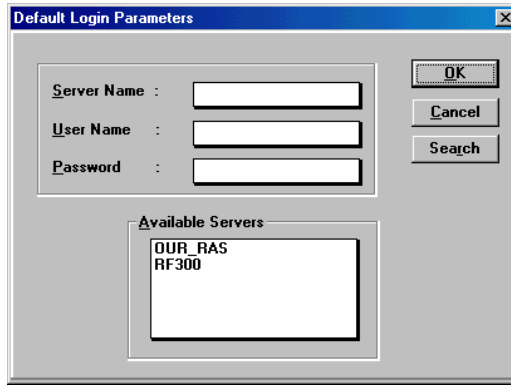 Default Login Parameters
Server Name :
User Name :
Password :
OK
Cancel
Search
Available Servers
OUR_RAS
RF300